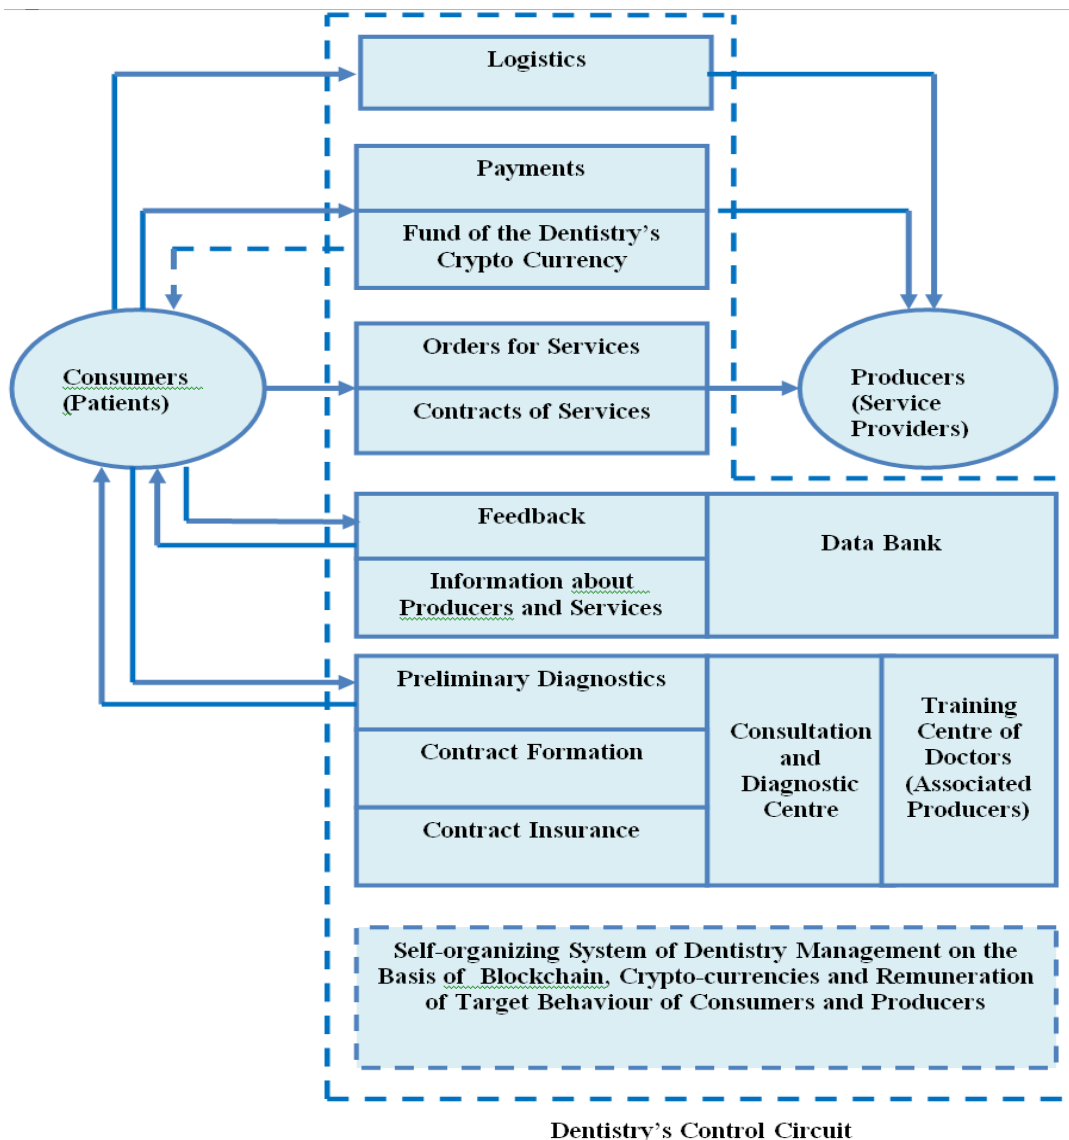 Logistics
Payments
Fund of the Dentistry's
Crypto Currency
Consumers
(Patients)
Orders for Services
Contracts of Services
Producers
(Service
Providers)
Feedback
Information about
Producers and Services
Data Bank
Preliminary Diagnostics
Contract Formation
Contract Insurance
Consultation
and
Diagnostic
Centre
Training
Centre of
Doctors
(Associated
Producers)
Self-organizing System of Dentistry Management on the
Basis of Blockchain, Crypto-currencies and Remuneration
of Target Behaviour of Consumers and Producers
Dentistry's Control Circuit